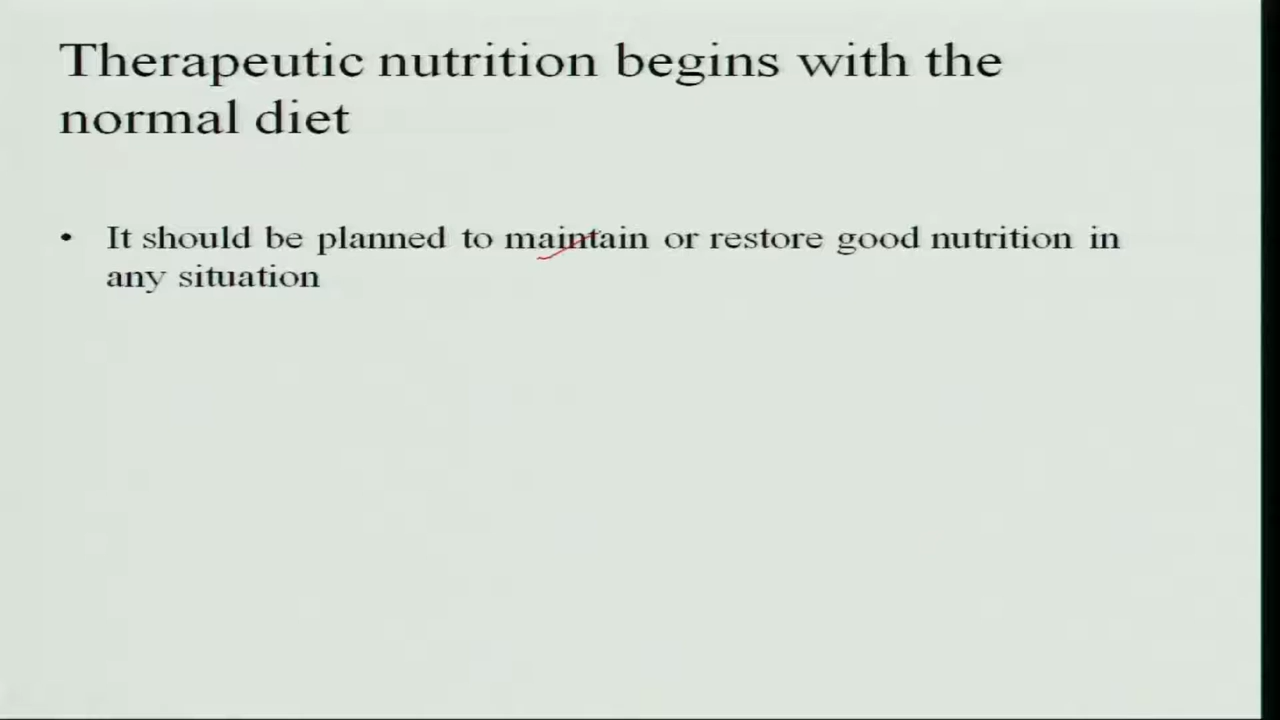 Therapeutic nutrition begins with the
normal diet
• It should be planned to maintain or restore good nutrition in
any situation